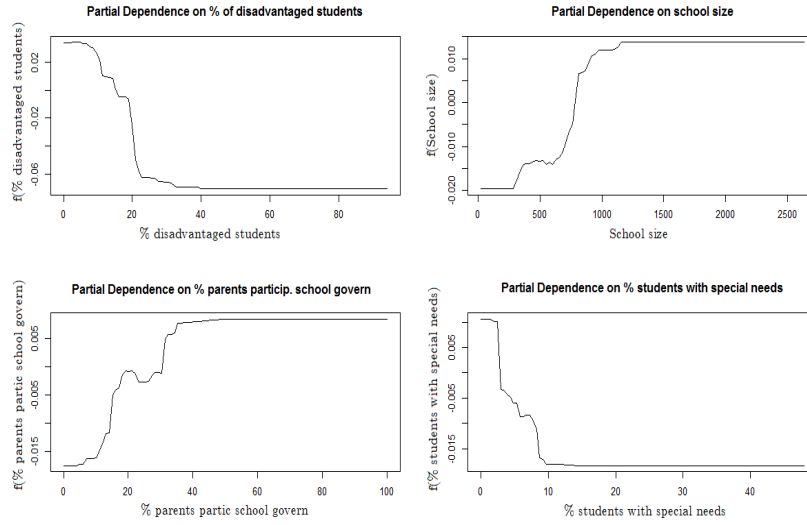 Partial Dependence on % of disadvantaged students
f(% disadvantaged students)
0.02
-0.02
-0.06
0
20
40
60
80
% disadvantaged students
Partial Dependence on school size
f(School size)
0.010
0.000
-0.010
-0.020
0
500
1000
1500
2000
2500
School size
Partial Dependence on % parents particip. school govern
f(% parents partic school govern)
0.005
-0.005
-0.015
0
20
40
60
80
100
% parents partic school govern
Partial Dependence on % students with special needs
f(% students with special needs)
0.005
-0.005
-0.015
0
10
20
30
40
% students with special needs